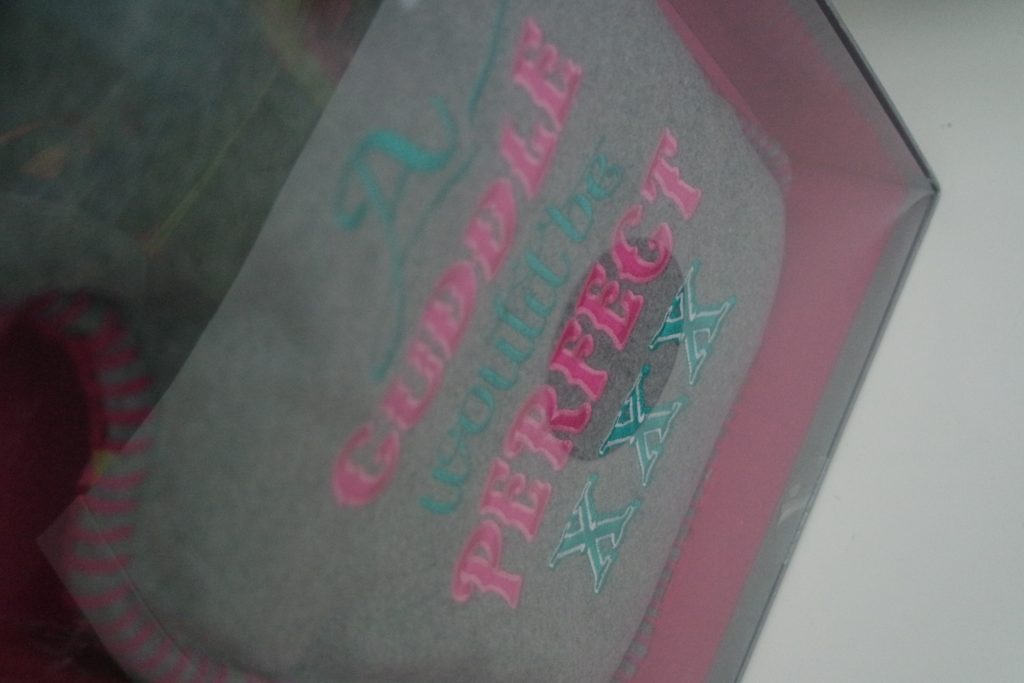 A
CUDDLE
would be
PERFECT
XXX